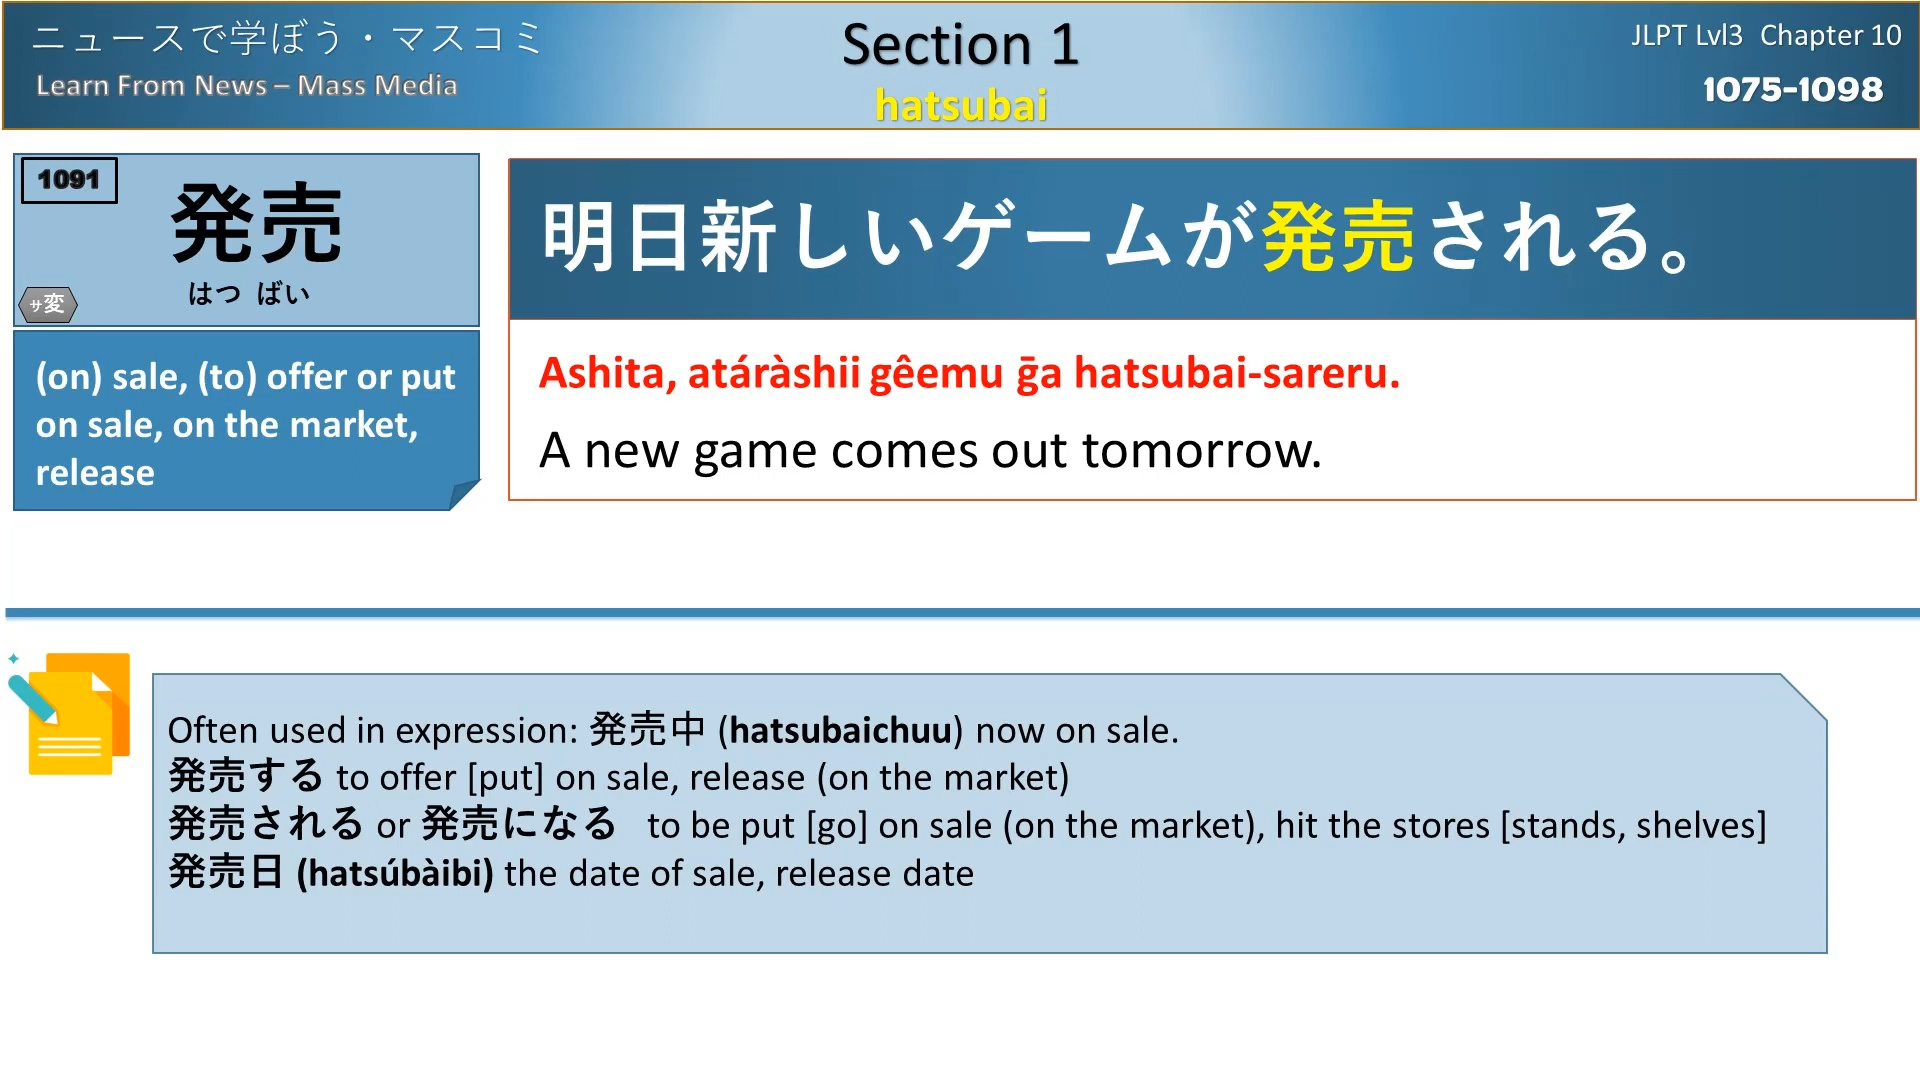 ニュースで学ぼう・マスコミ
Learn From News – Mass Media
Section 1
hatsubai
JLPT Lvl3 Chapter 10
1075-1098
1091
発売
はつ ばい
サ変
(on) sale, (to) offer or put
on sale, on the market,
release
明日新しいゲームが発売される。
Ashita, atáràshii gêemu ḡa hatsubai-sareru.
A new game comes out tomorrow.
Often used in expression: 発売中 (hatsubaichuu) now on sale.
発売する to offer [put] on sale, release (on the market)
発売される or 発売になる to be put [go] on sale (on the market), hit the stores [stands, shelves]
発売日 (hatsúbàibi) the date of sale, release date